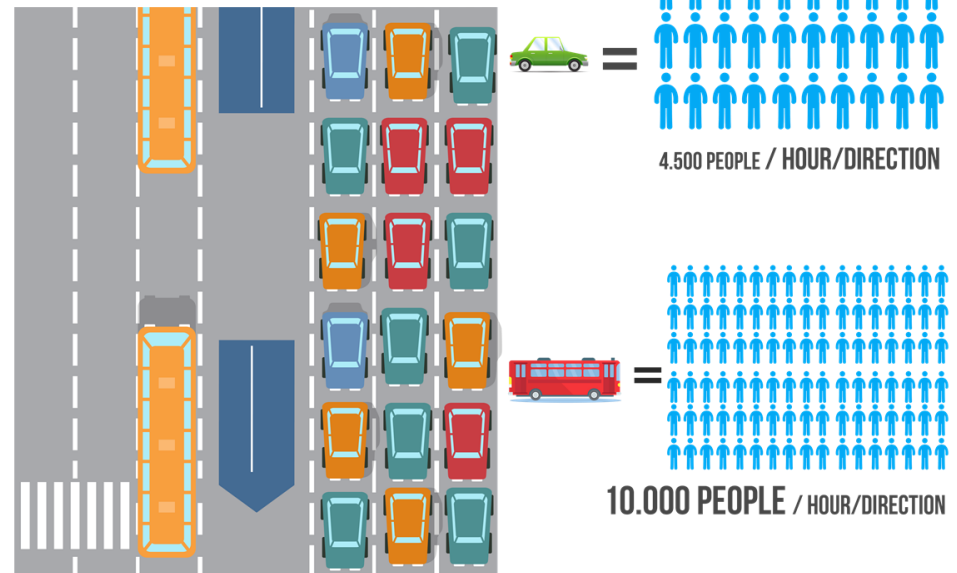 =
4.500 PEOPLE / HOUR/DIRECTION
=
10.000 PEOPLE / HOUR/DIRECTION